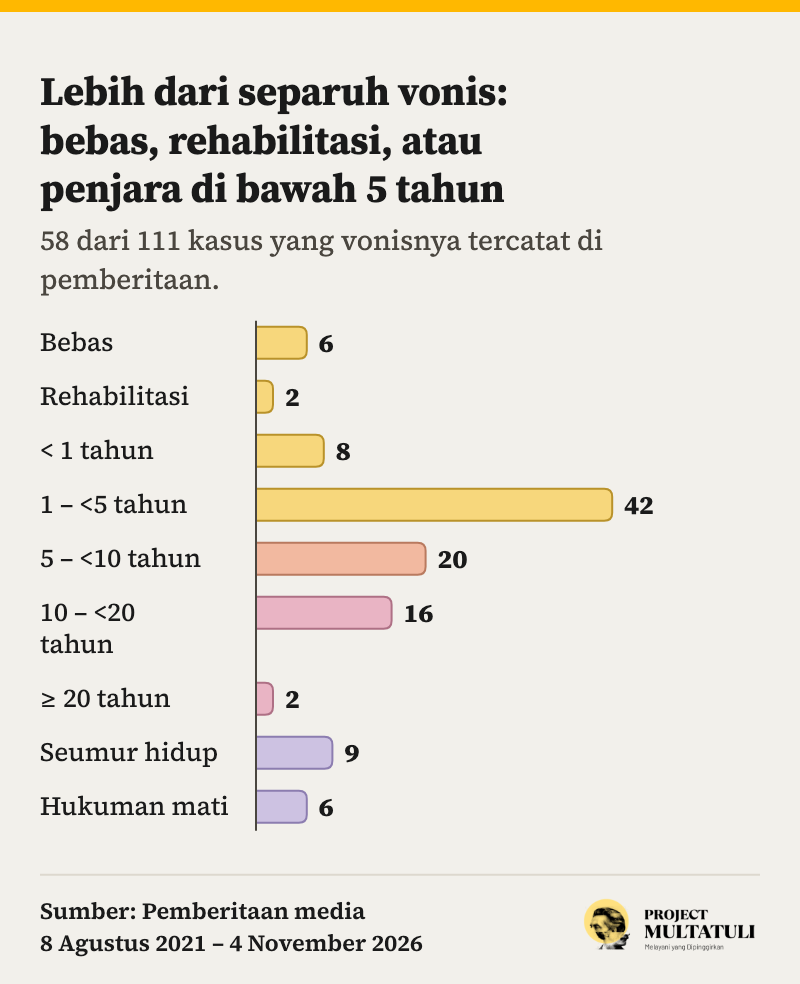 Lebih dari separuh vonis:
bebas, rehabilitasi, atau
penjara di bawah 5 tahun
58 dari 111 kasus yang vonisnya tercatat di
pemberitaan.
Bebas 6
Rehabilitasi 2
< 1 tahun 8
1 – <5 tahun 42
5 – <10 tahun 20
10 – <20 16
tahun
≥ 20 tahun 2
Seumur hidup 9
Hukuman mati 6
Sumber: Pemberitaan media
8 Agustus 2021 – 4 November 2026
PROJECT
MULTATULI
Melayani yang Dipinggirkan